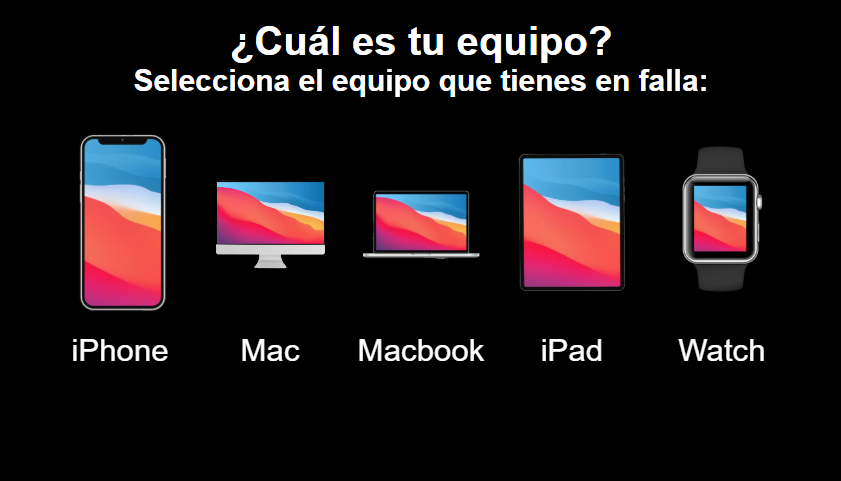 ¿Cuál es tu equipo?
Selecciona el equipo que tienes en falla:
iPhone Mac Macbook iPad Watch